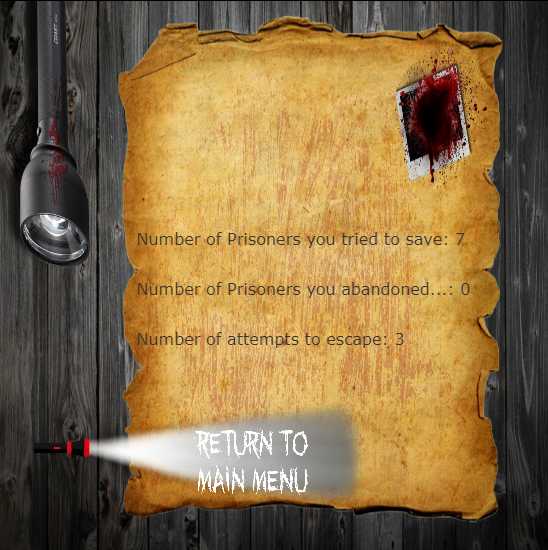 Number of Prisoners you tried to save: 7
Number of Prisoners you abandoned...: 0
Number of attempts to escape: 3
RETURN TO
MAIN MENU